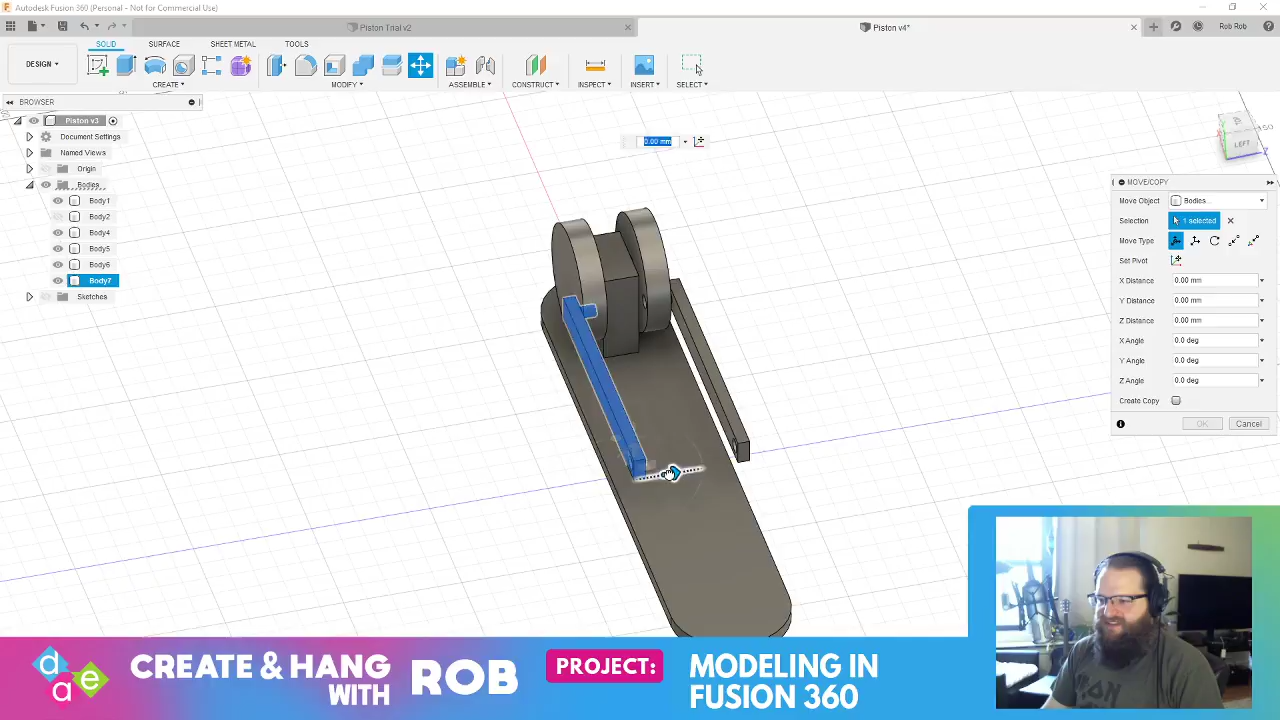 Autodesk Fusion 360 (Personal - Not for Commercial Use)
Piston Trial v2
Piston v4*
Rob Rob
SOLID SURFACE SHEET METAL TOOLS
DESIGN
CREATE MODIFY ASSEMBLE CONSTRUCT INSPECT INSERT SELECT
BROWSER
Piston v3
Document Settings
Named Views
Origin
Bodies
Body1
Body2
Body4
Body5
Body6
Body7
Sketches
0.00 mm
LEFT
Z
MOVE/COPY
Move Object Bodies...
Selection 1 selected
Move Type
Set Pivot
X Distance 0.00 mm
Y Distance 0.00 mm
Z Distance 0.00 mm
X Angle 0.0 deg
Y Angle 0.0 deg
Z Angle 0.0 deg
Create Copy
OK Cancel
da
ae
CREATE & HANG
WITH
ROB
PROJECT:
MODELING IN
FUSION 360